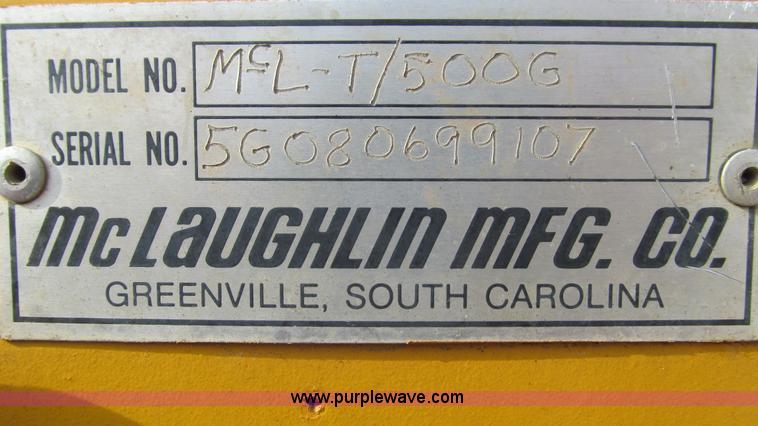 MODEL NO. McL-T/500G
SERIAL NO. 5G080699107
McLAUGHLIN MFG. CO.
GREENVILLE, SOUTH CAROLINA
www.purplewave.com